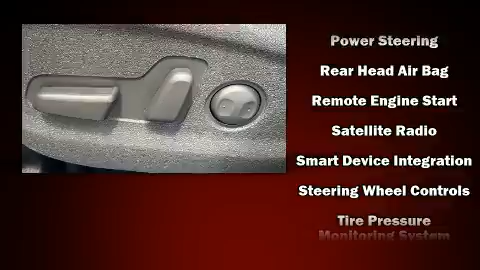 Power Steering
Rear Head Air Bag
Remote Engine Start
Satellite Radio
Smart Device Integration
Steering Wheel Controls
Tire Pressure
Monitoring System